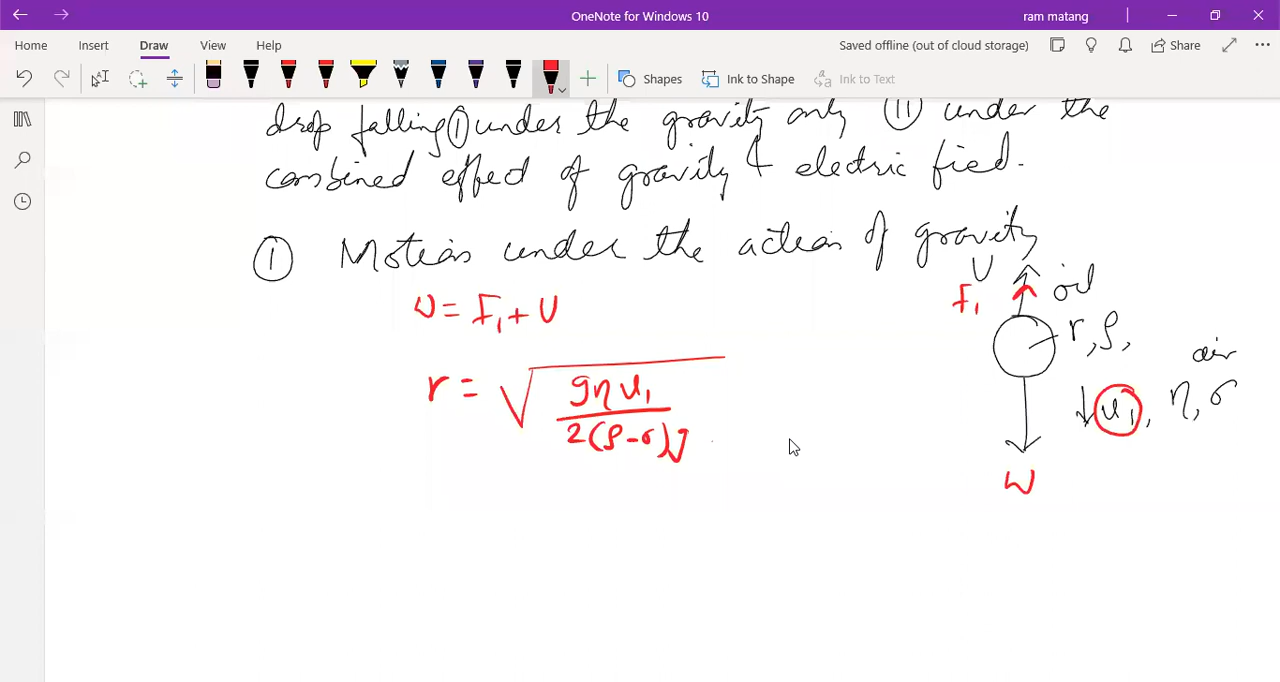 OneNote for Windows 10
ram matang
Home Insert Draw View Help
Saved offline (out of cloud storage)
Share
Shapes
Ink to Shape
Ink to Text
drop falling (i) under the gravity only (ii) under the
combined effect of gravity & electric fied.
(1) Motion under the action of gravity
W = F₁ + U
r = √(9ηv₁ / 2(ρ-σ)g)
U
F₁
oil
r, ρ,
air
v₁, η, σ
W